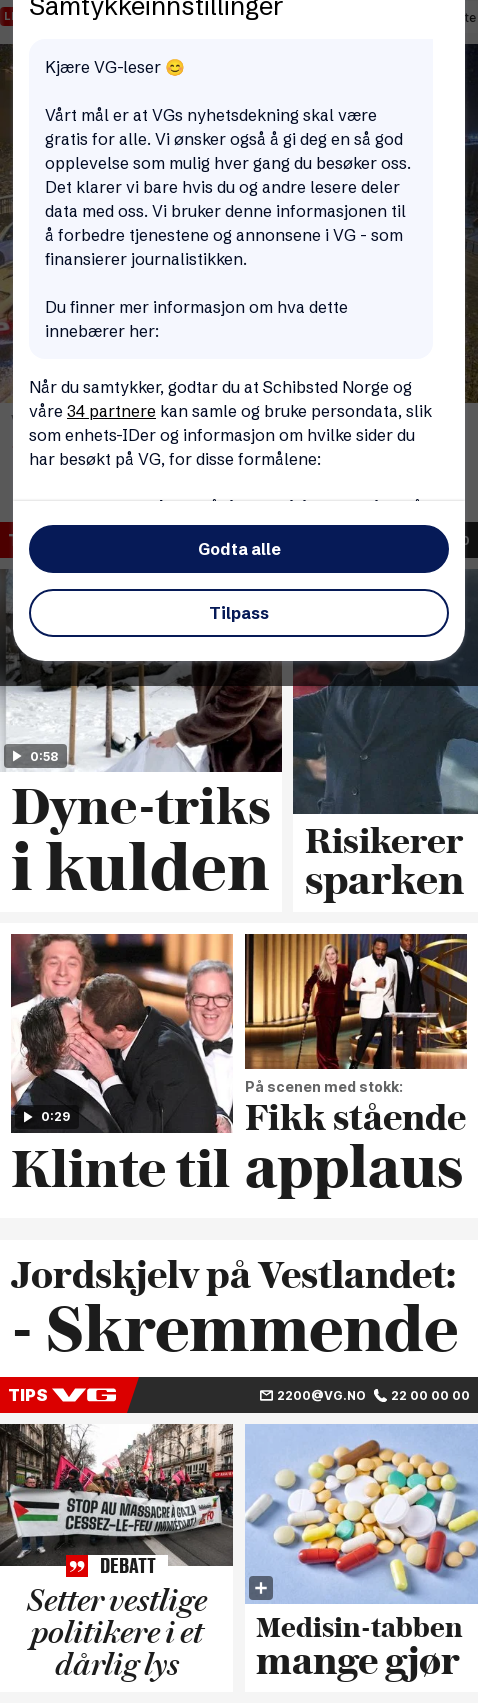 Samtykkeinnstillinger
Kjære VG-leser 😊
Vårt mål er at VGs nyhetsdekning skal være
gratis for alle. Vi ønsker også å gi deg en så god
opplevelse som mulig hver gang du besøker oss.
Det klarer vi bare hvis du og andre lesere deler
data med oss. Vi bruker denne informasjonen til
å forbedre tjenestene og annonsene i VG - som
finansierer journalistikken.
Du finner mer informasjon om hva dette
innebærer her:
Når du samtykker, godtar du at Schibsted Norge og
våre 34 partnere kan samle og bruke persondata, slik
som enhets-IDer og informasjon om hvilke sider du
har besøkt på VG, for disse formålene:
Godta alle
Tilpass
0:58
Dyne-triks
i kulden
Risikerer
sparken
0:29
Klinte til
På scenen med stokk:
Fikk stående
applaus
Jordskjelv på Vestlandet:
- Skremmende
TIPS VG
2200@VG.NO 22 00 00 00
STOP AU MASSACRE À GAZA
CESSEZ-LE-FEU IMMÉDIAT
DEBATT
Setter vestlige
politikere i et
dårlig lys
Medisin-tabben
mange gjør